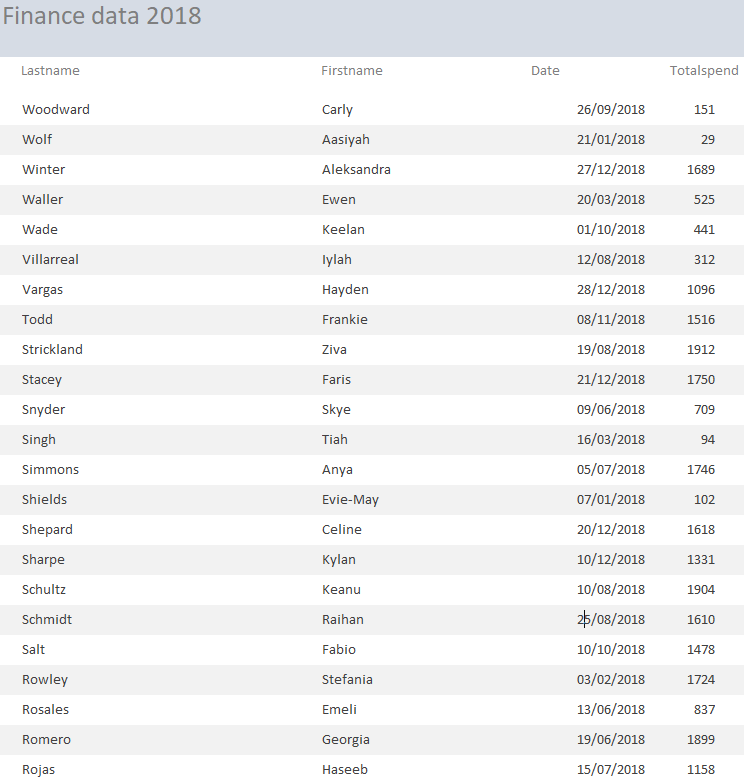 Finance data 2018
Lastname Firstname Date Totalspend
Woodward Carly 26/09/2018 151
Wolf Aasiyah 21/01/2018 29
Winter Aleksandra 27/12/2018 1689
Waller Ewen 20/03/2018 525
Wade Keelan 01/10/2018 441
Villarreal Iylah 12/08/2018 312
Vargas Hayden 28/12/2018 1096
Todd Frankie 08/11/2018 1516
Strickland Ziva 19/08/2018 1912
Stacey Faris 21/12/2018 1750
Snyder Skye 09/06/2018 709
Singh Tiah 16/03/2018 94
Simmons Anya 05/07/2018 1746
Shields Evie-May 07/01/2018 102
Shepard Celine 20/12/2018 1618
Sharpe Kylan 10/12/2018 1331
Schultz Keanu 10/08/2018 1904
Schmidt Raihan 25/08/2018 1610
Salt Fabio 10/10/2018 1478
Rowley Stefania 03/02/2018 1724
Rosales Emeli 13/06/2018 837
Romero Georgia 19/06/2018 1899
Rojas Haseeb 15/07/2018 1158